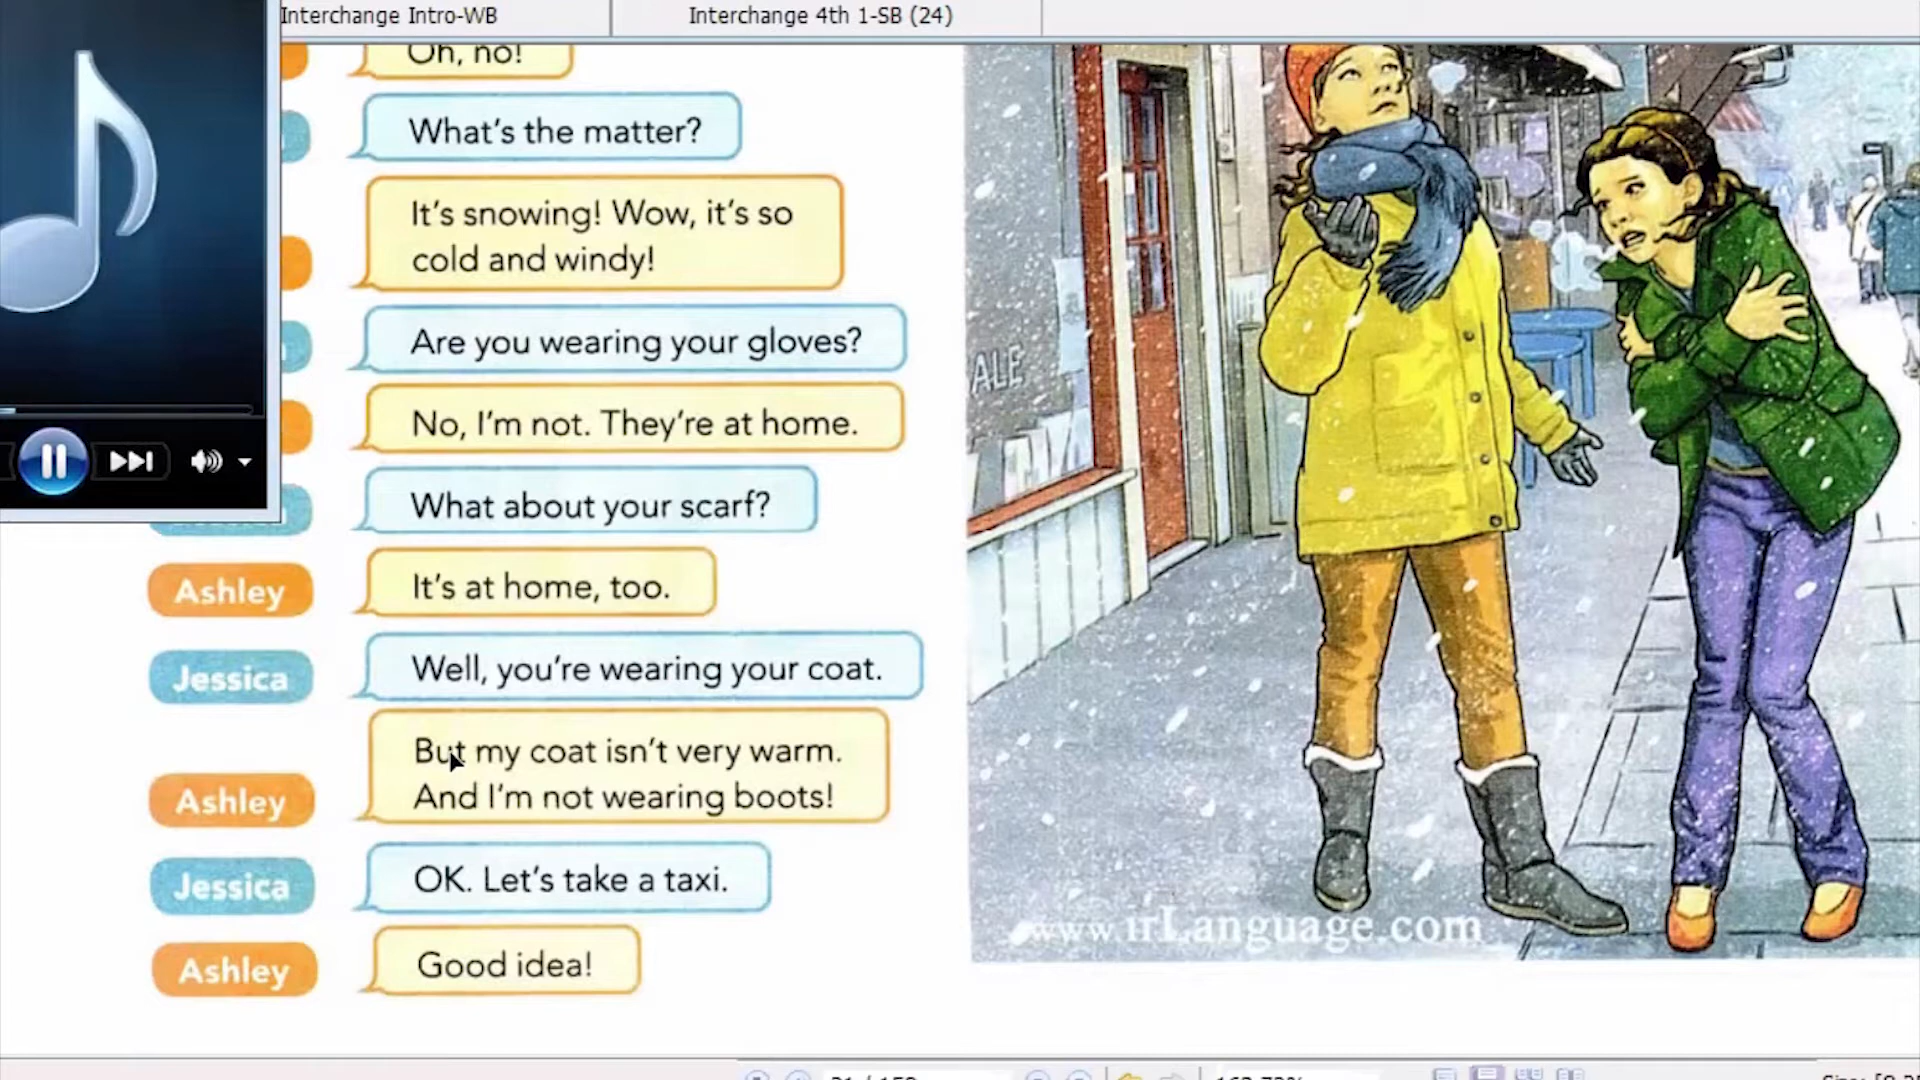 Interchange Intro-WB
Interchange 4th 1-SB (24)
Oh, no!
What's the matter?
It's snowing! Wow, it's so
cold and windy!
Are you wearing your gloves?
No, I'm not. They're at home.
What about your scarf?
Ashley
It's at home, too.
Jessica
Well, you're wearing your coat.
Ashley
But my coat isn't very warm.
And I'm not wearing boots!
Jessica
OK. Let's take a taxi.
Ashley
Good idea!
ALE
www.irLanguage.com